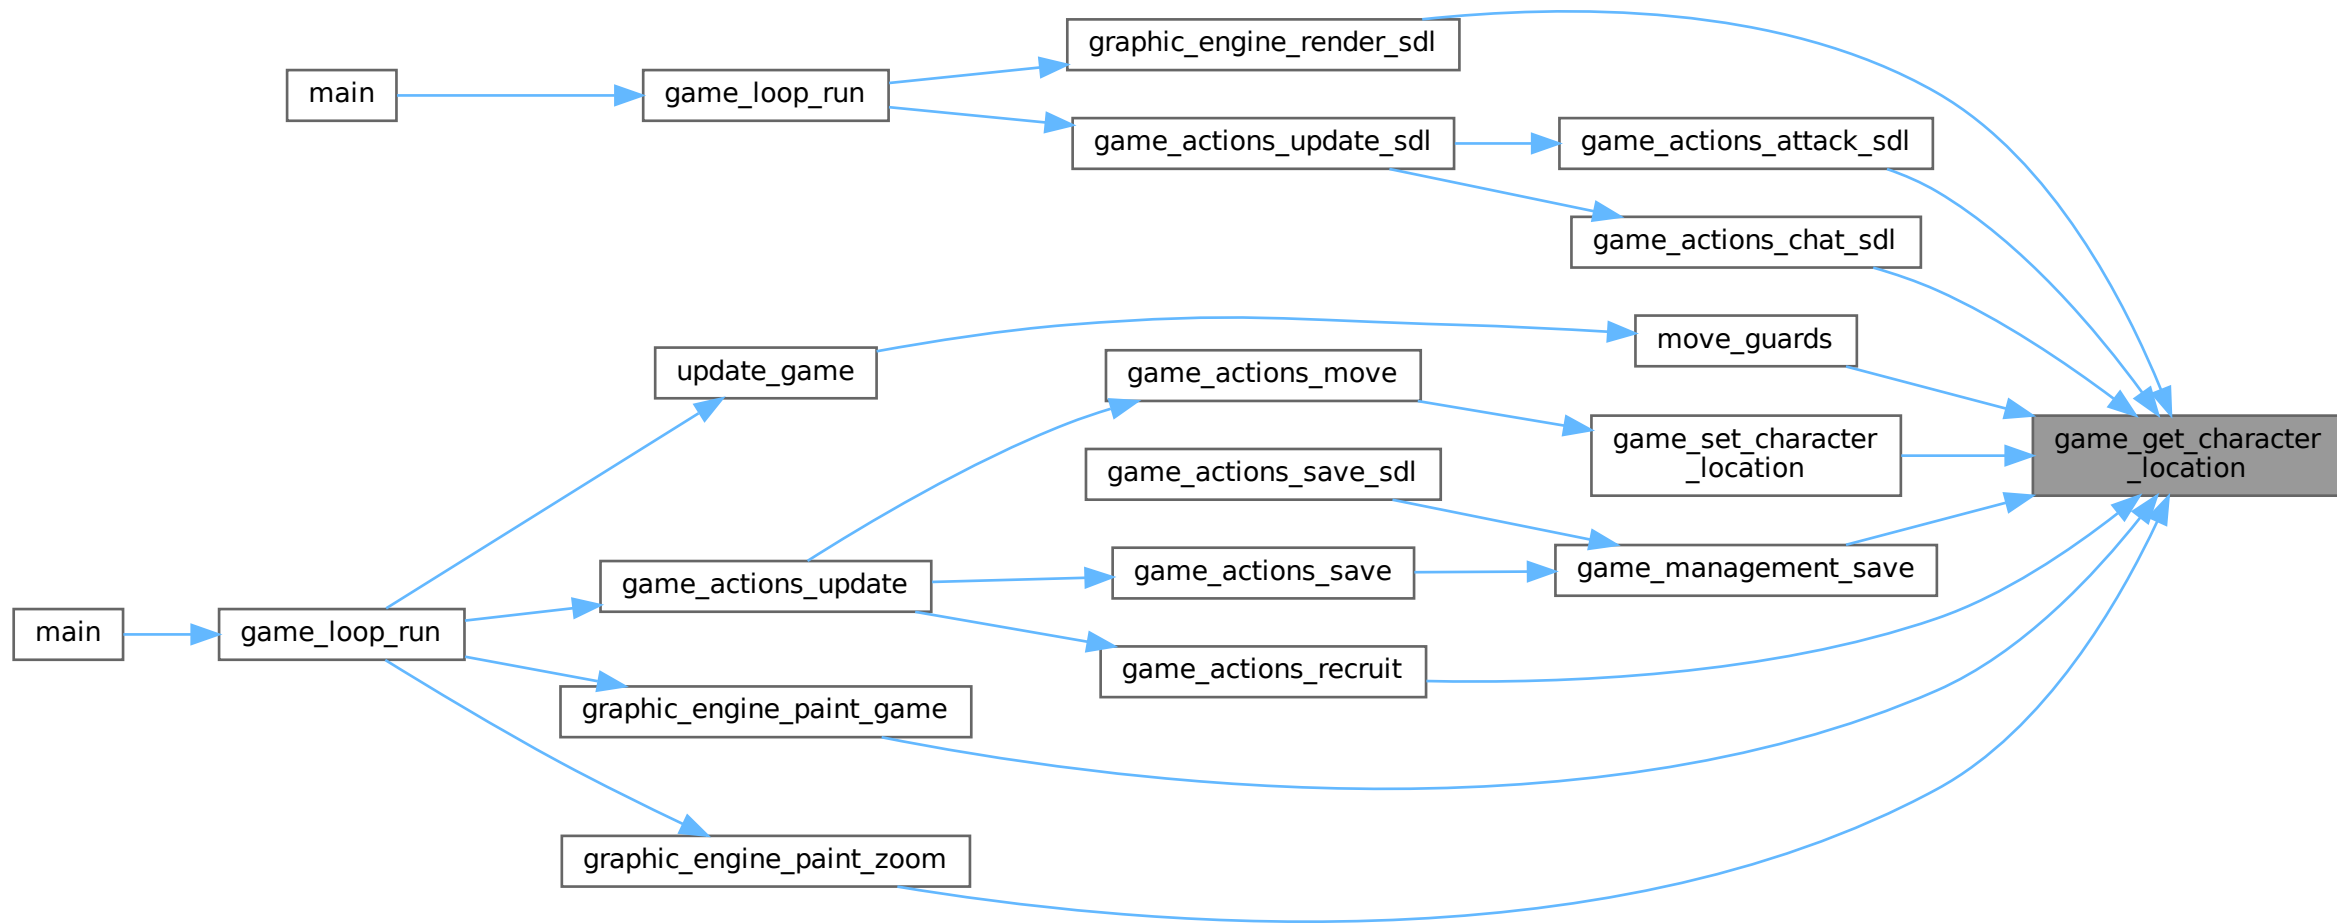 graphic_engine_render_sdl
main
game_loop_run
game_actions_update_sdl
game_actions_attack_sdl
game_actions_chat_sdl
move_guards
update_game
game_actions_move
game_set_character
_location
game_get_character
_location
game_actions_save_sdl
game_actions_update
game_actions_save
game_management_save
main
game_loop_run
game_actions_recruit
graphic_engine_paint_game
graphic_engine_paint_zoom